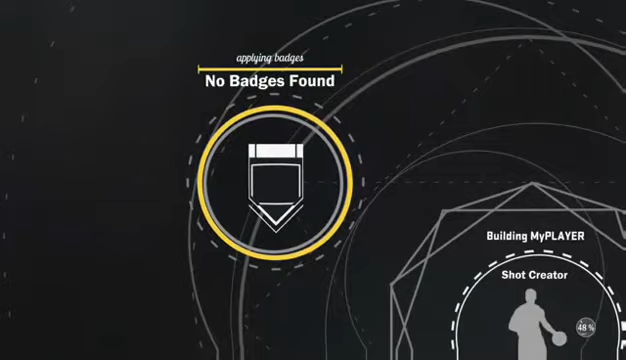 applying badges
No Badges Found
Building MyPLAYER
Shot Creator
48 %